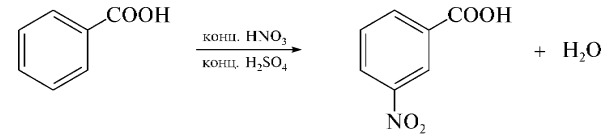 COOH
конц. HNO₃
конц. H₂SO₄
COOH
NO₂
+ H₂O